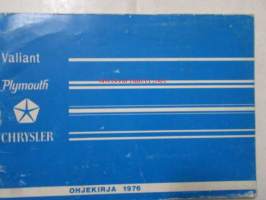 Valiant
Plymouth
CHRYSLER
OHJEKIRJA 1976